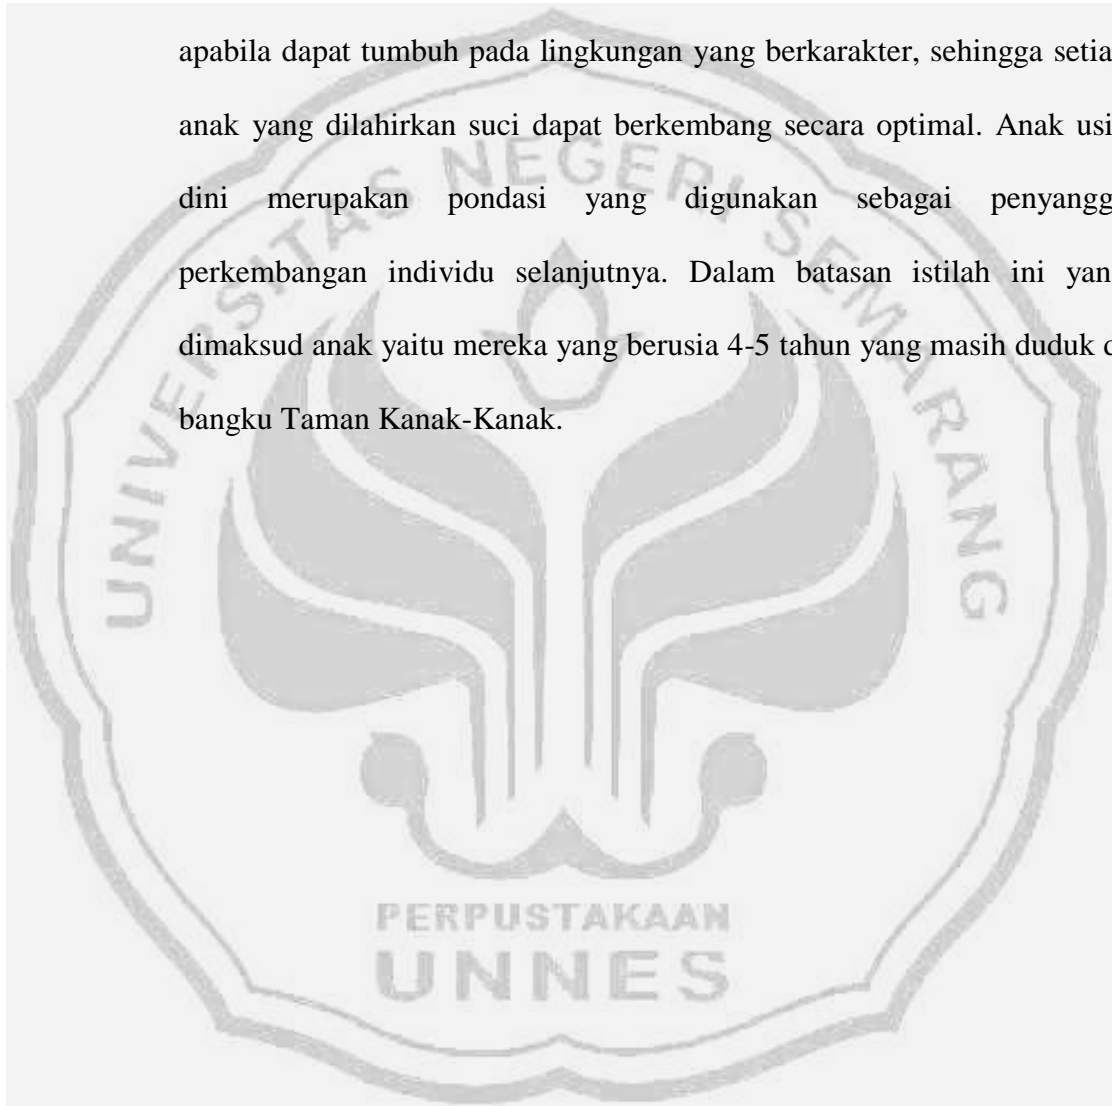 apabila dapat tumbuh pada lingkungan yang berkarakter, sehingga setia
anak yang dilahirkan suci dapat berkembang secara optimal. Anak usi
dini merupakan pondasi yang digunakan sebagai penyangg
perkembangan individu selanjutnya. Dalam batasan istilah ini yan
dimaksud anak yaitu mereka yang berusia 4-5 tahun yang masih duduk d
bangku Taman Kanak-Kanak.
UNIVERSITAS NEGERI SEMARANG
PERPUSTAKAAN
UNNES